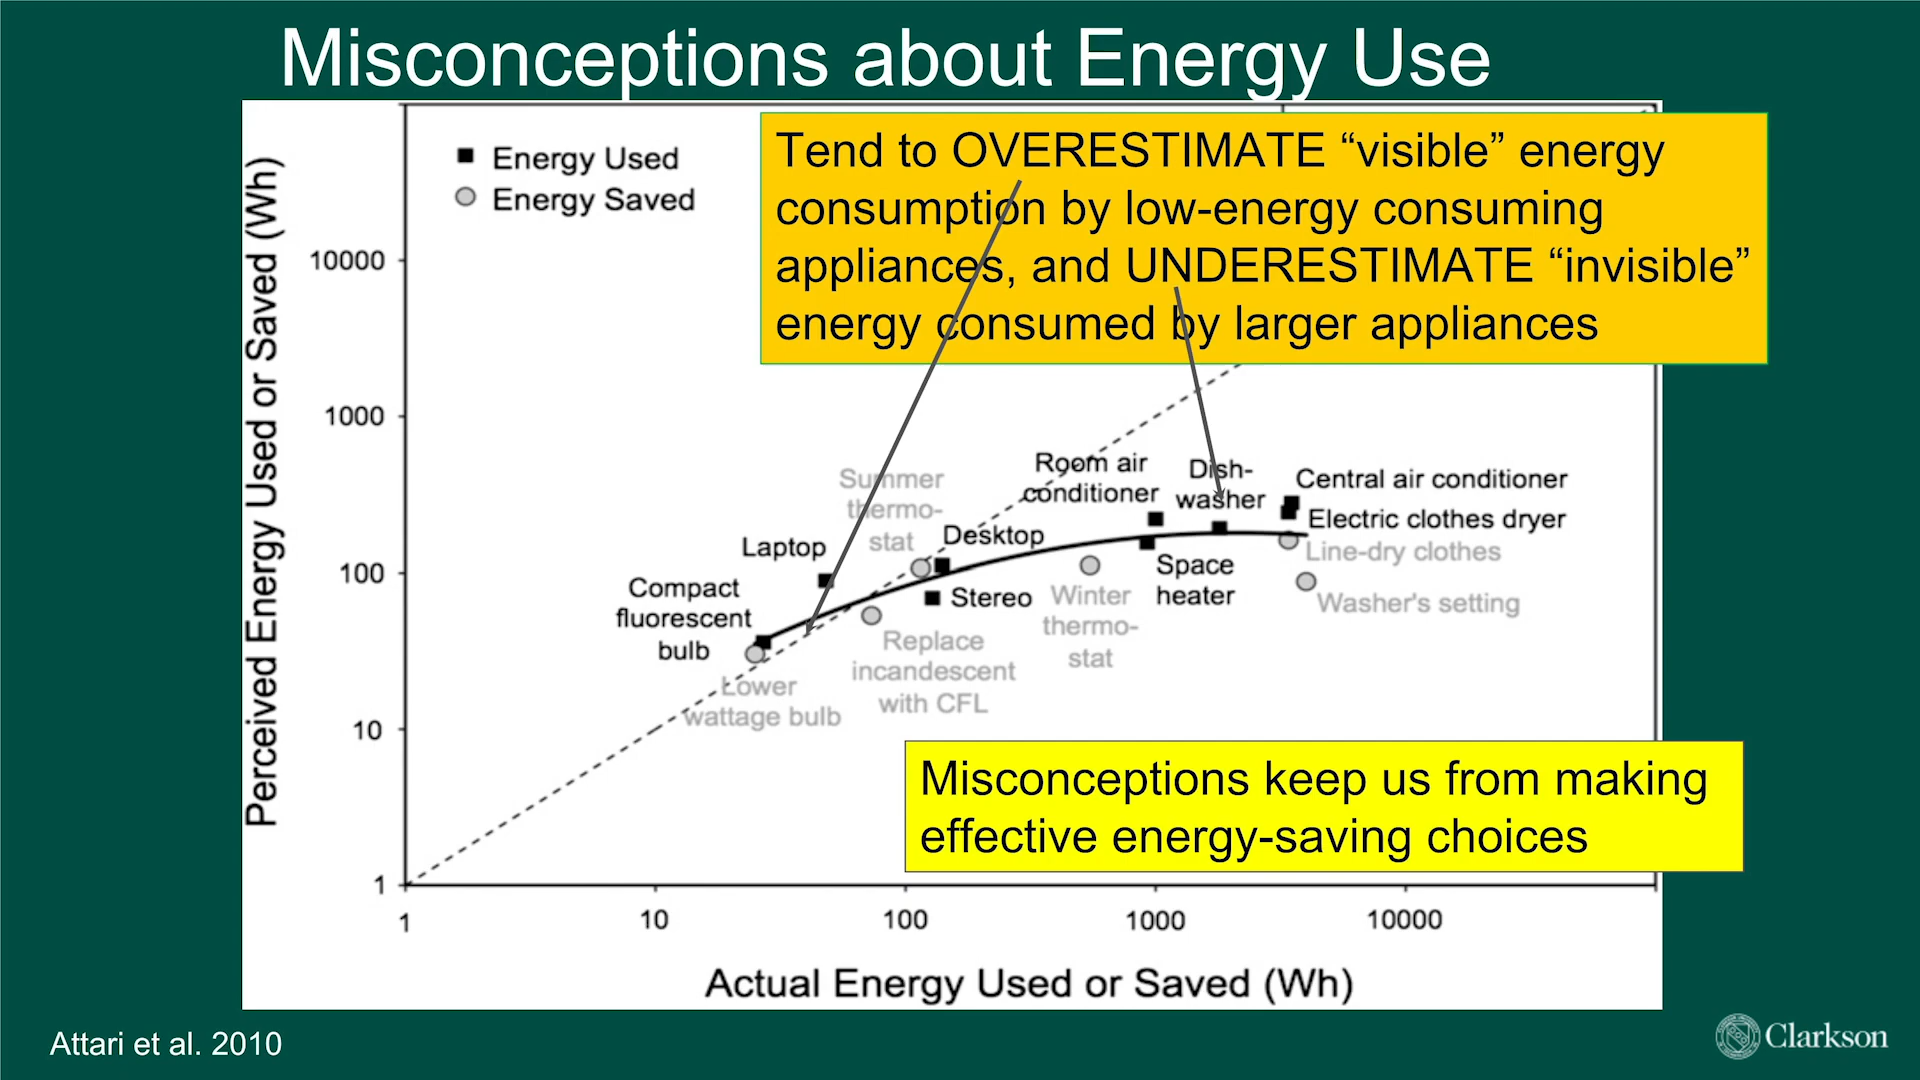 Misconceptions about Energy Use
Energy Used
Energy Saved
Tend to OVERESTIMATE “visible” energy
consumption by low-energy consuming
appliances, and UNDERESTIMATE “invisible”
energy consumed by larger appliances
Perceived Energy Used or Saved (Wh)
10000
1000
100
10
1
Summer
thermo-
stat
Room air
conditioner
Dish-
washer
Central air conditioner
Electric clothes dryer
Line-dry clothes
Washer's setting
Laptop
Desktop
Compact
fluorescent
bulb
Stereo
Winter
thermo-
stat
Space
heater
Replace
incandescent
with CFL
Lower
wattage bulb
Misconceptions keep us from making
effective energy-saving choices
1
10
100
1000
10000
Actual Energy Used or Saved (Wh)
Attari et al. 2010
Clarkson